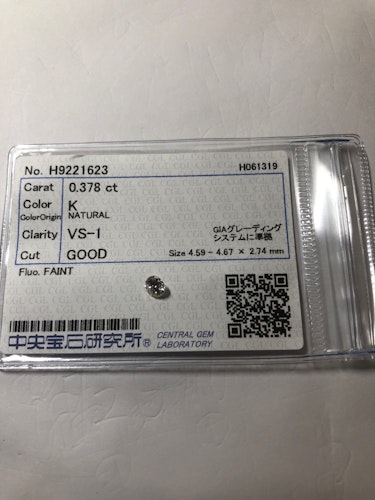 No. H9221623 H061319
Carat 0.378 ct
Color K
ColorOrigin NATURAL
Clarity VS-1 GIAグレーディング
システムに準拠
Cut GOOD Size 4.59 - 4.67 × 2.74 mm
Fluo. FAINT
中央宝石研究所® CENTRAL GEM
LABORATORY